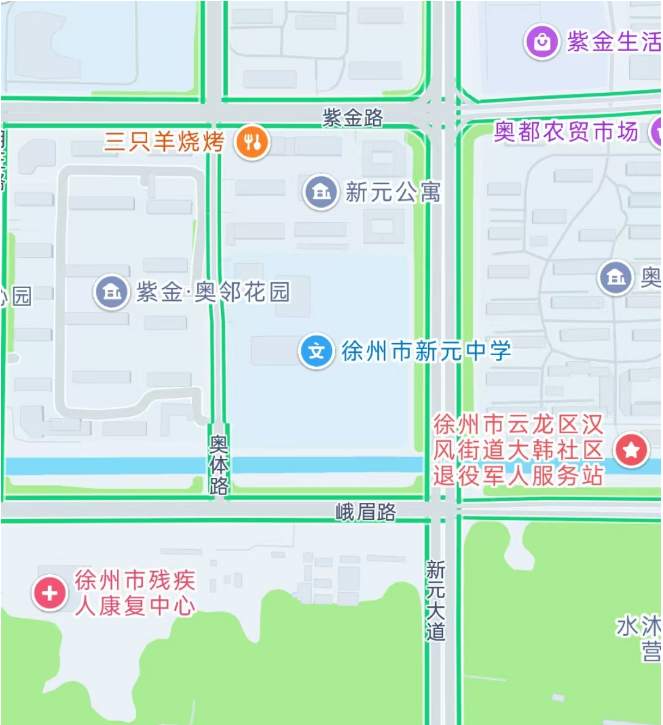 紫金生活
紫金路
三只羊烧烤
奥都农贸市场
新元公寓
心园
紫金·奥邻花园
奥
徐州市新元中学
徐州市云龙区汉
风街道大韩社区
退役军人服务站
奥体路
峨眉路
徐州市残疾
人康复中心
新元大道
水沐
营